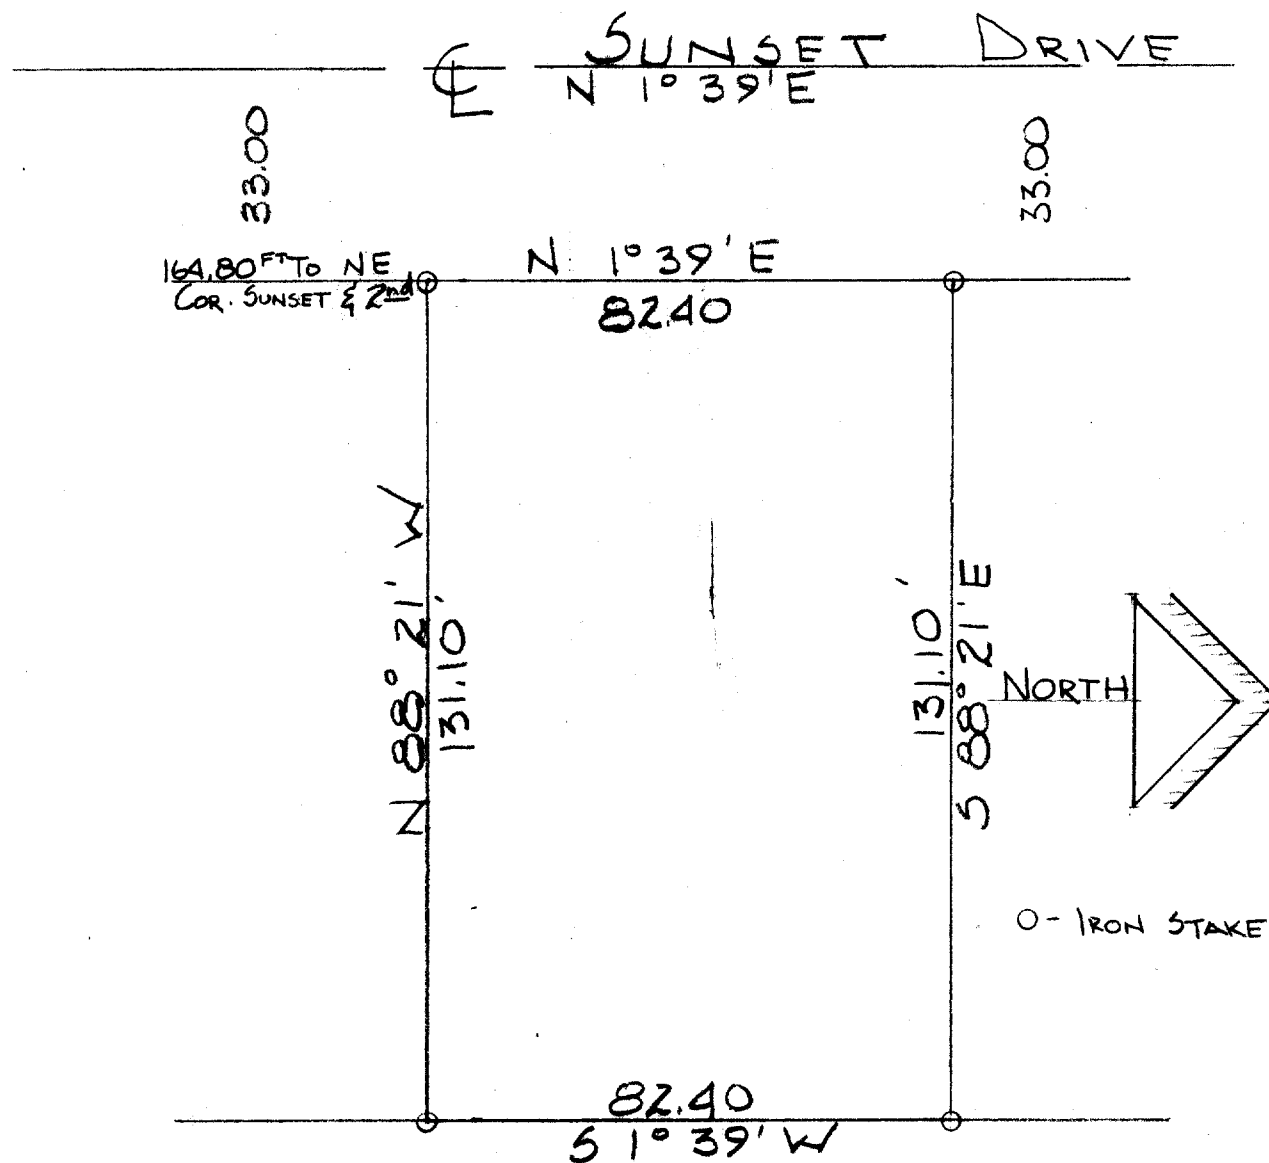 ℄ SUNSET DRIVE
N 1° 39' E
33.00
33.00
164.80 FT TO NE
COR. SUNSET & 2nd
N 1° 39' E
82.40
N 88° 21' W
131.10'
131.10'
S 88° 21' E
NORTH
O - IRON STAKE
82.40
S 1° 39' W